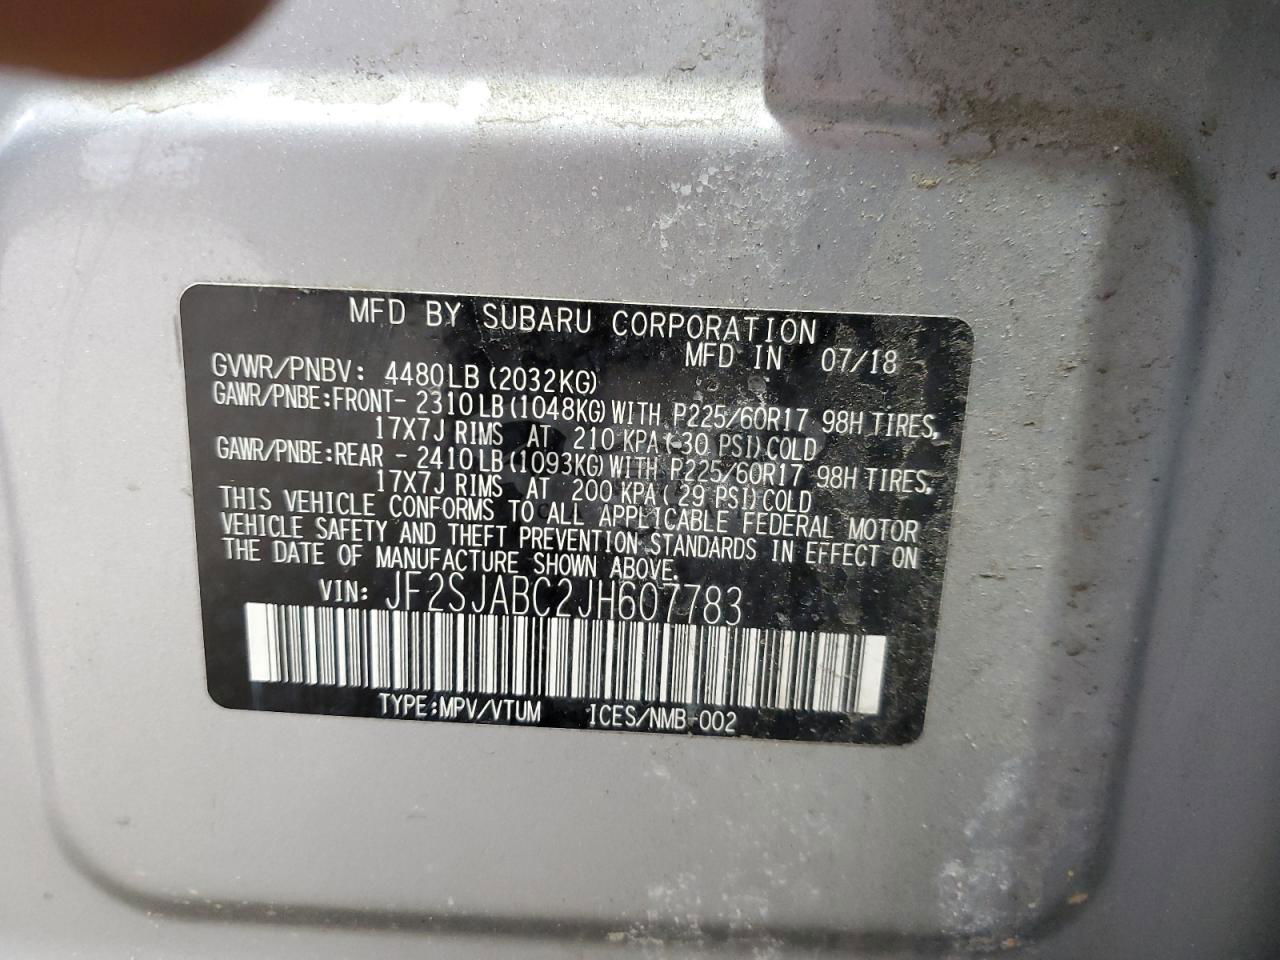 MFD BY SUBARU CORPORATION
MFD IN 07/18
GVWR/PNBV: 4480LB(2032KG)
GAWR/PNBE:FRONT- 2310LB(1048KG)WITH P225/60R17 98H TIRES,
17X7J RIMS AT 210 KPA( 30 PSI)COLD
GAWR/PNBE:REAR - 2410LB(1093KG)WITH P225/60R17 98H TIRES,
17X7J RIMS AT 200 KPA( 29 PSI)COLD
THIS VEHICLE CONFORMS TO ALL APPLICABLE FEDERAL MOTOR
VEHICLE SAFETY AND THEFT PREVENTION STANDARDS IN EFFECT ON
THE DATE OF MANUFACTURE SHOWN ABOVE.
VIN: JF2SJABC2JH607783
TYPE:MPV/VTUM ICES/NMB-002